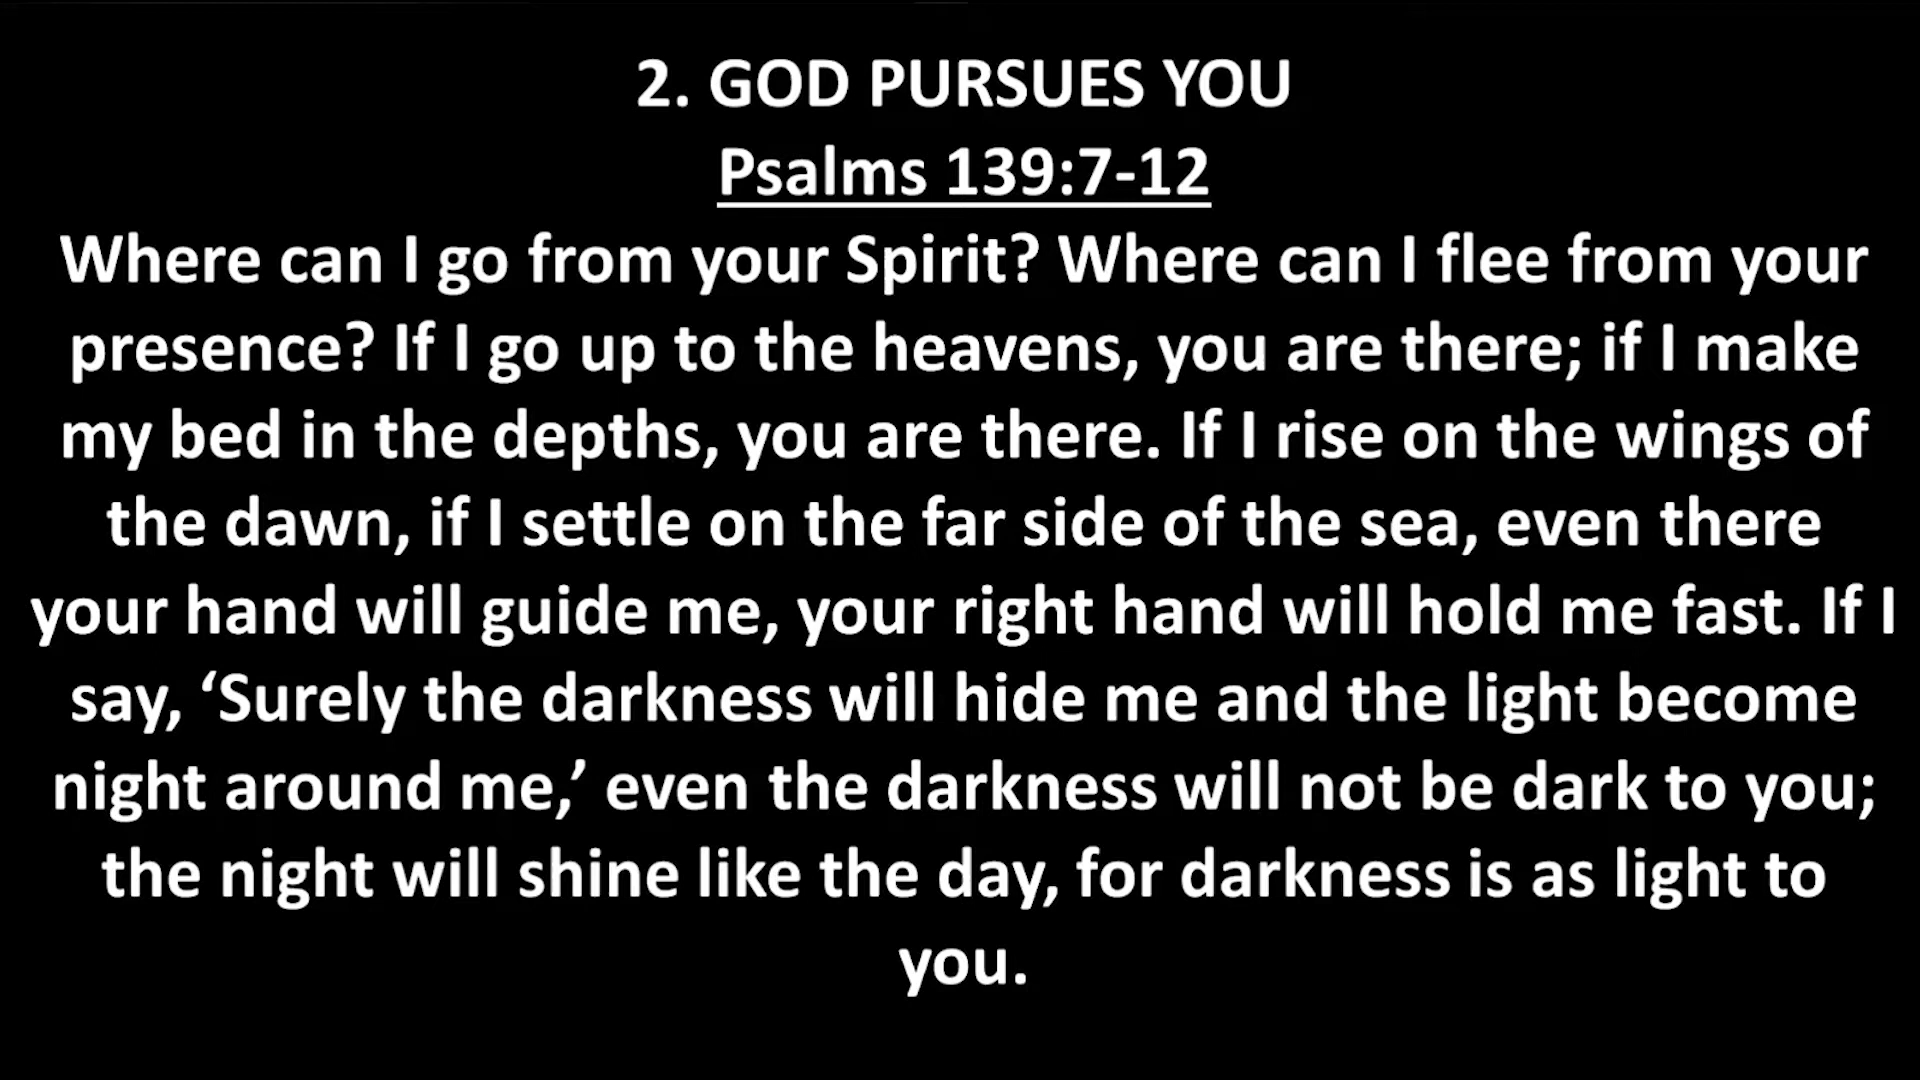 2. GOD PURSUES YOU
Psalms 139:7-12
Where can I go from your Spirit? Where can I flee from your
presence? If I go up to the heavens, you are there; if I make
my bed in the depths, you are there. If I rise on the wings of
the dawn, if I settle on the far side of the sea, even there
your hand will guide me, your right hand will hold me fast. If I
say, ‘Surely the darkness will hide me and the light become
night around me,’ even the darkness will not be dark to you;
the night will shine like the day, for darkness is as light to
you.